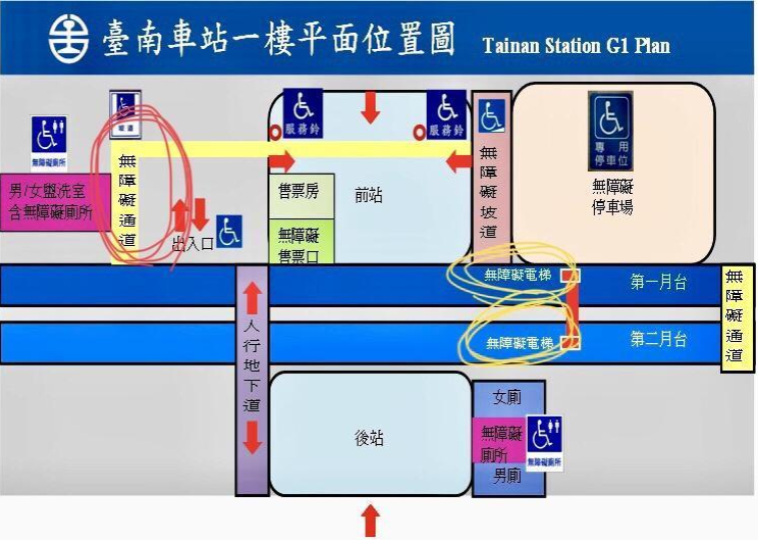 臺南車站一樓平面位置圖 Tainan Station G1 Plan
無障礙廁所
坡道
服務鈴
服務鈴
專用
停車位
男/女盥洗室
含無障礙廁所
無障礙通道
出入口
售票房
無障礙
售票口
前站
無障礙坡道
無障礙
停車場
無障礙電梯
第一月台
無障礙電梯
第二月台
無障礙通道
人行地下道
後站
女廁
無障礙
廁所
男廁
無障礙廁所